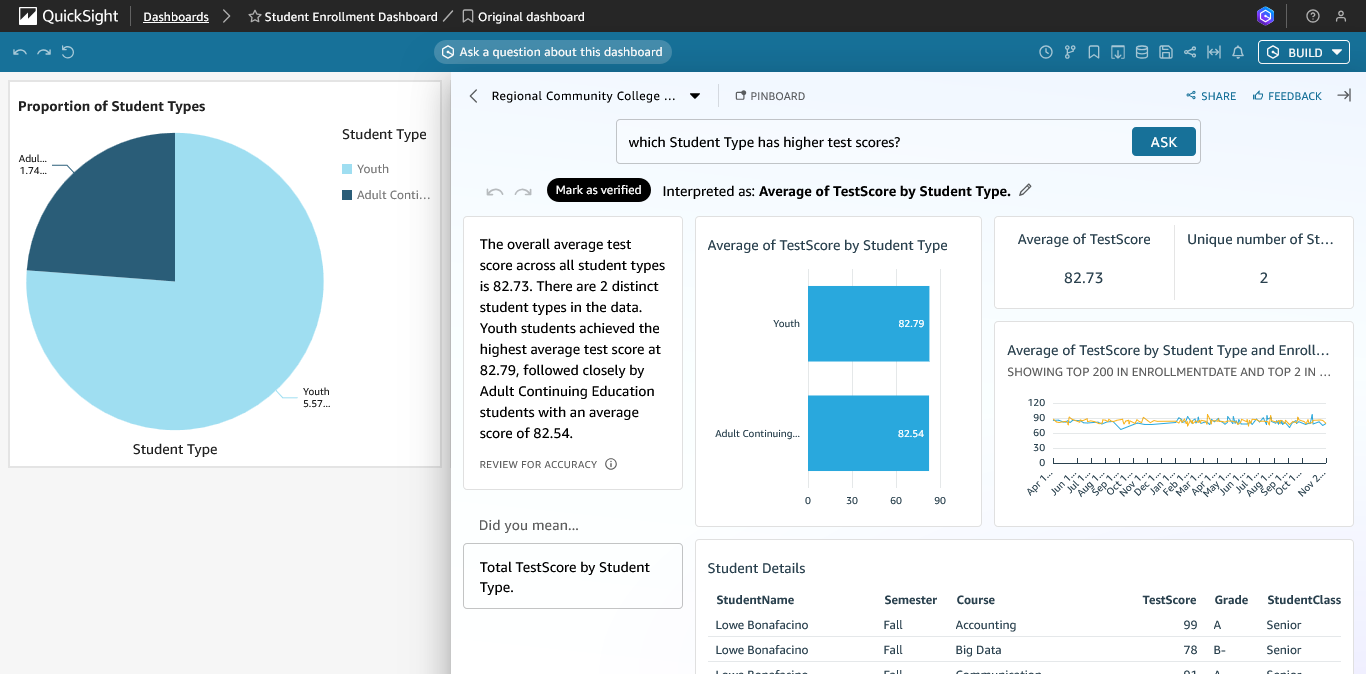 QuickSight
Dashboards
Student Enrollment Dashboard
Original dashboard
Ask a question about this dashboard
BUILD
Proportion of Student Types
Student Type
Youth
Adult Conti...
Adul...
1.74...
Youth
5.57...
Student Type
Regional Community College ...
PINBOARD
SHARE
FEEDBACK
which Student Type has higher test scores?
ASK
Mark as verified
Interpreted as: Average of TestScore by Student Type.
The overall average test
score across all student types
is 82.73. There are 2 distinct
student types in the data.
Youth students achieved the
highest average test score at
82.79, followed closely by
Adult Continuing Education
students with an average
score of 82.54.
REVIEW FOR ACCURACY
Did you mean...
Total TestScore by Student
Type.
Average of TestScore by Student Type
Youth
82.79
Adult Continuing...
82.54
0 30 60 90
Average of TestScore
82.73
Unique number of St...
2
Average of TestScore by Student Type and Enroll...
SHOWING TOP 200 IN ENROLLMENTDATE AND TOP 2 IN ...
120
90
60
30
0
Apr 1... Jun 1... Jul 1... Aug 1... Sep 1... Oct 1... Nov 1... Dec 1... Jan 1... Feb 1... Mar 1... Apr 1... May 1... Jun 1... Jul 1... Aug 1... Sep 1... Oct 1... Nov 2...
Student Details
StudentName Semester Course TestScore Grade StudentClass
Lowe Bonafacino Fall Accounting 99 A Senior
Lowe Bonafacino Fall Big Data 78 B- Senior
Lowe Bonafacino Fall Communication 91 A Senior